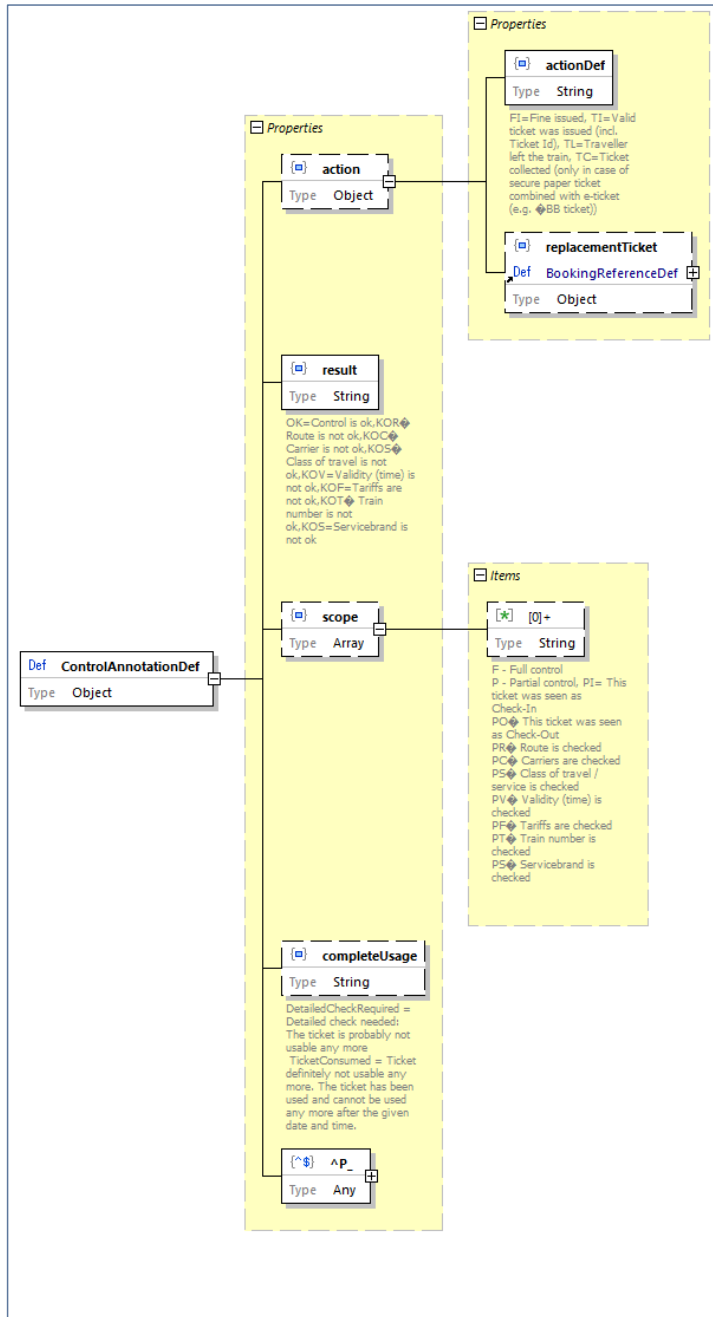 Properties
actionDef
Type String
FI=Fine issued, TI=Valid
ticket was issued (incl.
Ticket Id), TL=Traveller
left the train, TC=Ticket
collected (only in case of
secure paper ticket
combined with e-ticket
(e.g. �BB ticket))
replacementTicket
Def BookingReferenceDef
Type Object
Properties
action
Type Object
result
Type String
OK=Control is ok,KOR�
Route is not ok,KOC�
Carrier is not ok,KOS�
Class of travel is not
ok,KOV=Validity (time) is
not ok,KOF=Tariffs are
not ok,KOT� Train
number is not
ok,KOS=Servicebrand is
not ok
scope
Type Array
Items
[*] [0]+
Type String
F - Full control
P - Partial control, PI= This
ticket was seen as
Check-In
PO� This ticket was seen
as Check-Out
PR� Route is checked
PC� Carriers are checked
PS� Class of travel /
service is checked
PV� Validity (time) is
checked
PF� Tariffs are checked
PT� Train number is
checked
PS� Servicebrand is
checked
Def ControlAnnotationDef
Type Object
completeUsage
Type String
DetailedCheckRequired =
Detailed check needed:
The ticket is probably not
usable any more
TicketConsumed = Ticket
definitely not usable any
more. The ticket has been
used and cannot be used
any more after the given
date and time.
{^$} ^P_
Type Any